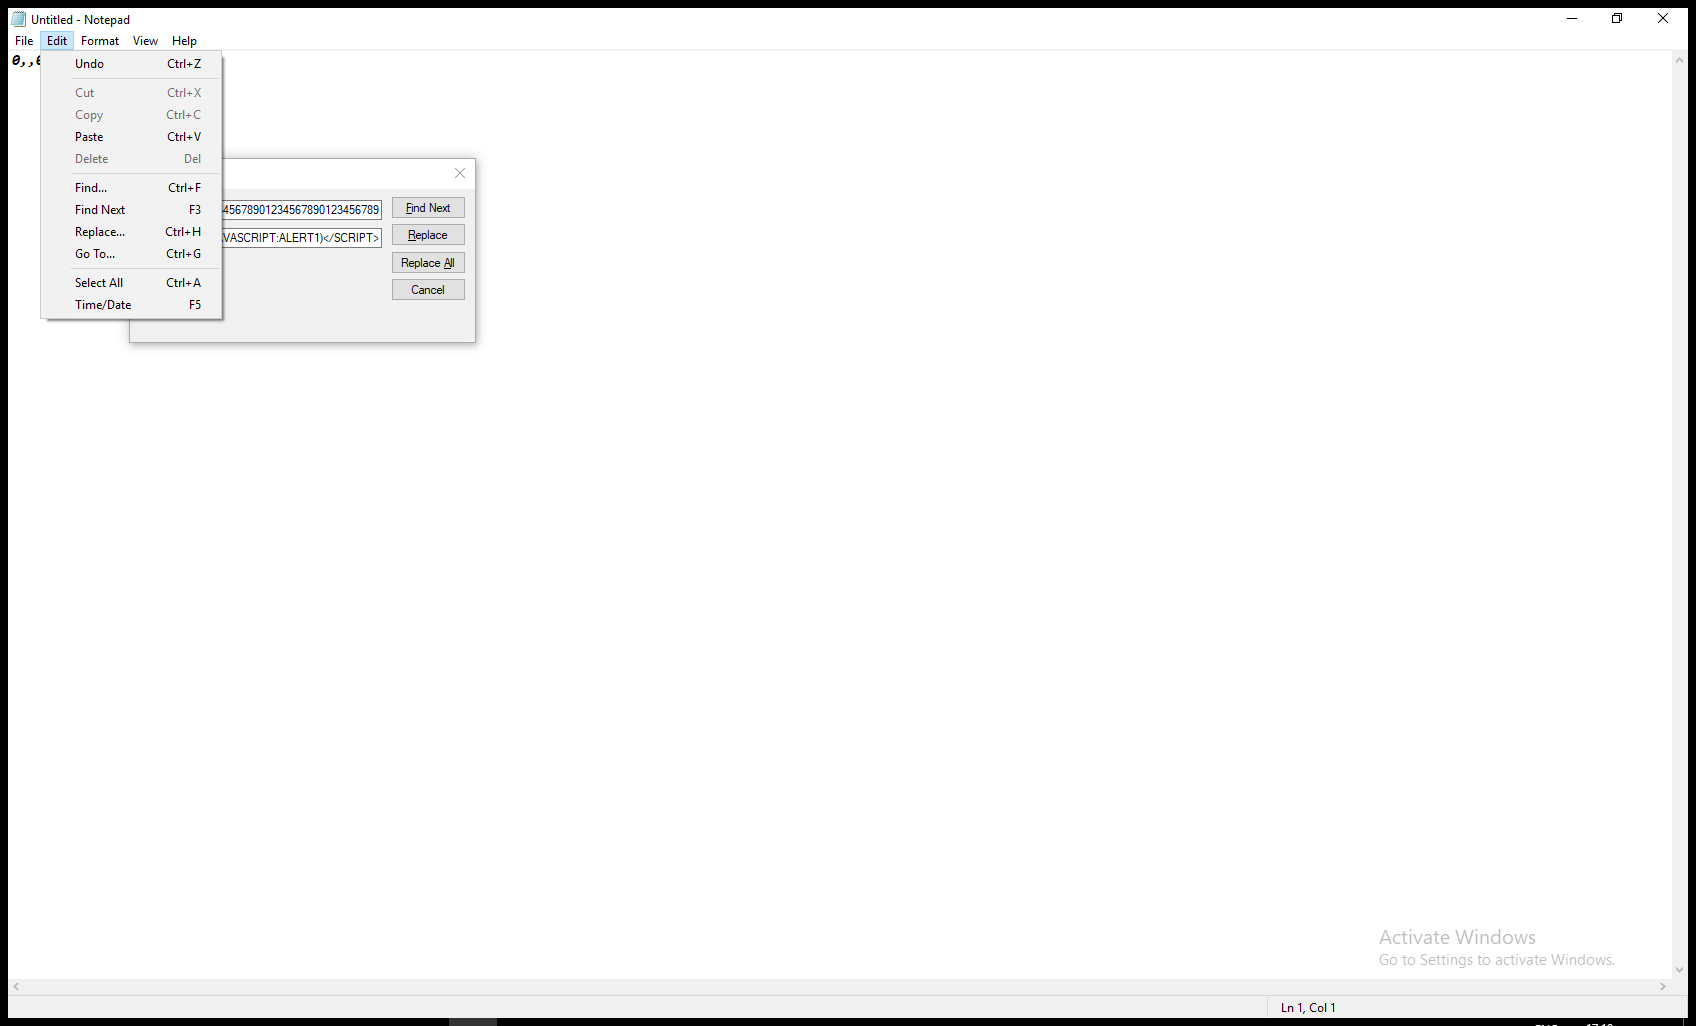 Untitled - Notepad
File Edit Format View Help
0,,
Undo Ctrl+Z
Cut Ctrl+X
Copy Ctrl+C
Paste Ctrl+V
Delete Del
Find... Ctrl+F
Find Next F3
Replace... Ctrl+H
Go To... Ctrl+G
Select All Ctrl+A
Time/Date F5
4567890123456789012345678 9
VASCRIPT:ALERT1)</SCRIPT>
Find Next
Replace
Replace All
Cancel
Activate Windows
Go to Settings to activate Windows.
Ln 1, Col 1